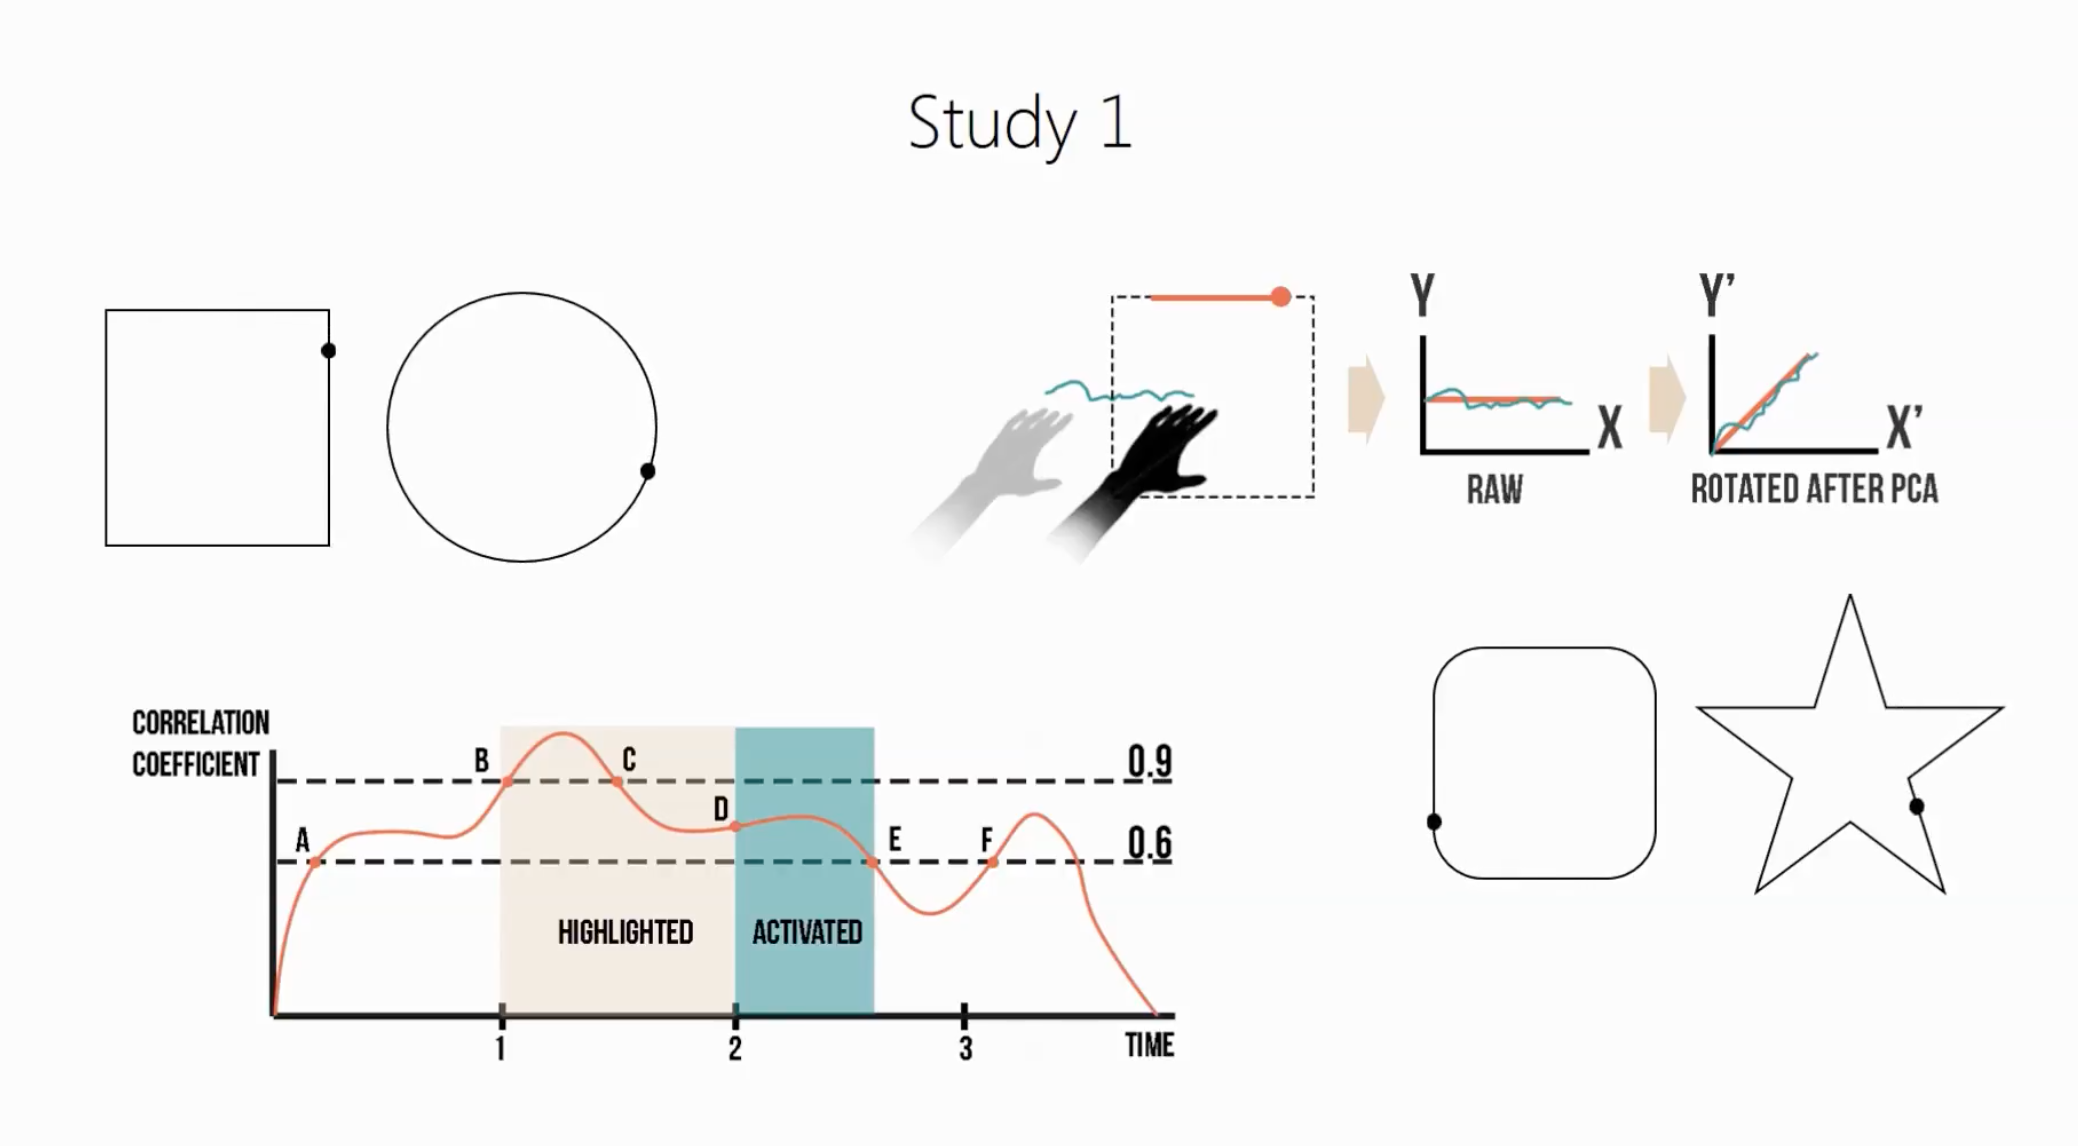 Study 1
Y
X
RAW
Y’
X’
ROTATED AFTER PCA
CORRELATION
COEFFICIENT
A
B
C
D
E
F
0.9
0.6
HIGHLIGHTED
ACTIVATED
1
2
3
TIME